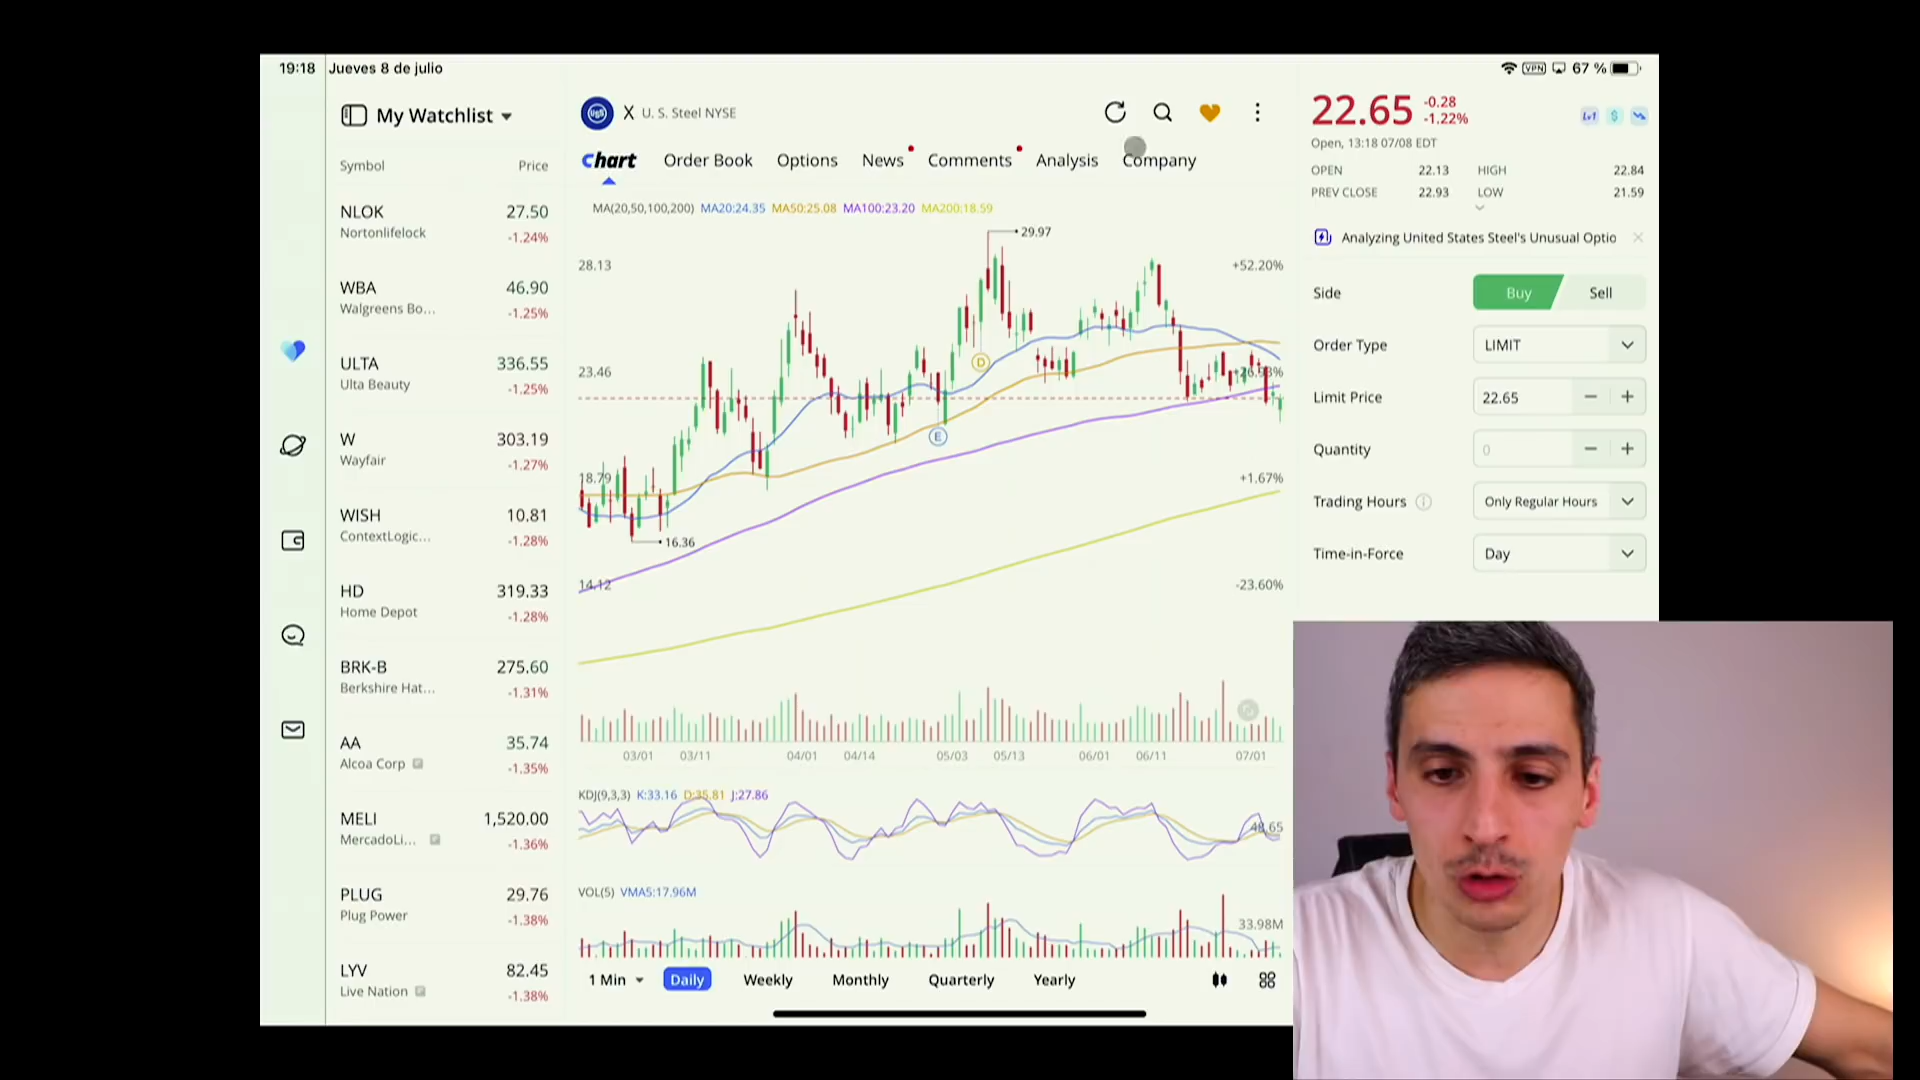 19:18 Jueves 8 de julio
VPN 67 %
My Watchlist
Symbol Price
NLOK 27.50
Nortonlifelock -1.24%
WBA 46.90
Walgreens Bo... -1.25%
ULTA 336.55
Ulta Beauty -1.25%
W 303.19
Wayfair -1.27%
WISH 10.81
ContextLogic... -1.28%
HD 319.33
Home Depot -1.28%
BRK-B 275.60
Berkshire Hat... -1.31%
AA 35.74
Alcoa Corp -1.35%
MELI 1,520.00
MercadoLi... -1.36%
PLUG 29.76
Plug Power -1.38%
LYV 82.45
Live Nation -1.38%
X U. S. Steel NYSE
Chart Order Book Options News Comments Analysis Company
MA(20,50,100,200) MA20:24.35 MA50:25.08 MA100:23.20 MA200:18.59
29.97
28.13 +52.20%
D
23.46 +26.93%
E
18.79 +1.67%
16.36
14.12 -23.60%
03/01 03/11 04/01 04/14 05/03 05/13 06/01 06/11 07/01
KDJ(9,3,3) K:33.16 D:35.81 J:27.86
48.65
VOL(5) VMA5:17.96M
33.98M
1 Min Daily Weekly Monthly Quarterly Yearly
22.65 -0.28
-1.22%
Lv1 $
Open, 13:18 07/08 EDT
OPEN 22.13 HIGH 22.84
PREV CLOSE 22.93 LOW 21.59
Analyzing United States Steel's Unusual Optio
Side Buy Sell
Order Type LIMIT
Limit Price 22.65 − +
Quantity 0 − +
Trading Hours Only Regular Hours
Time-in-Force Day